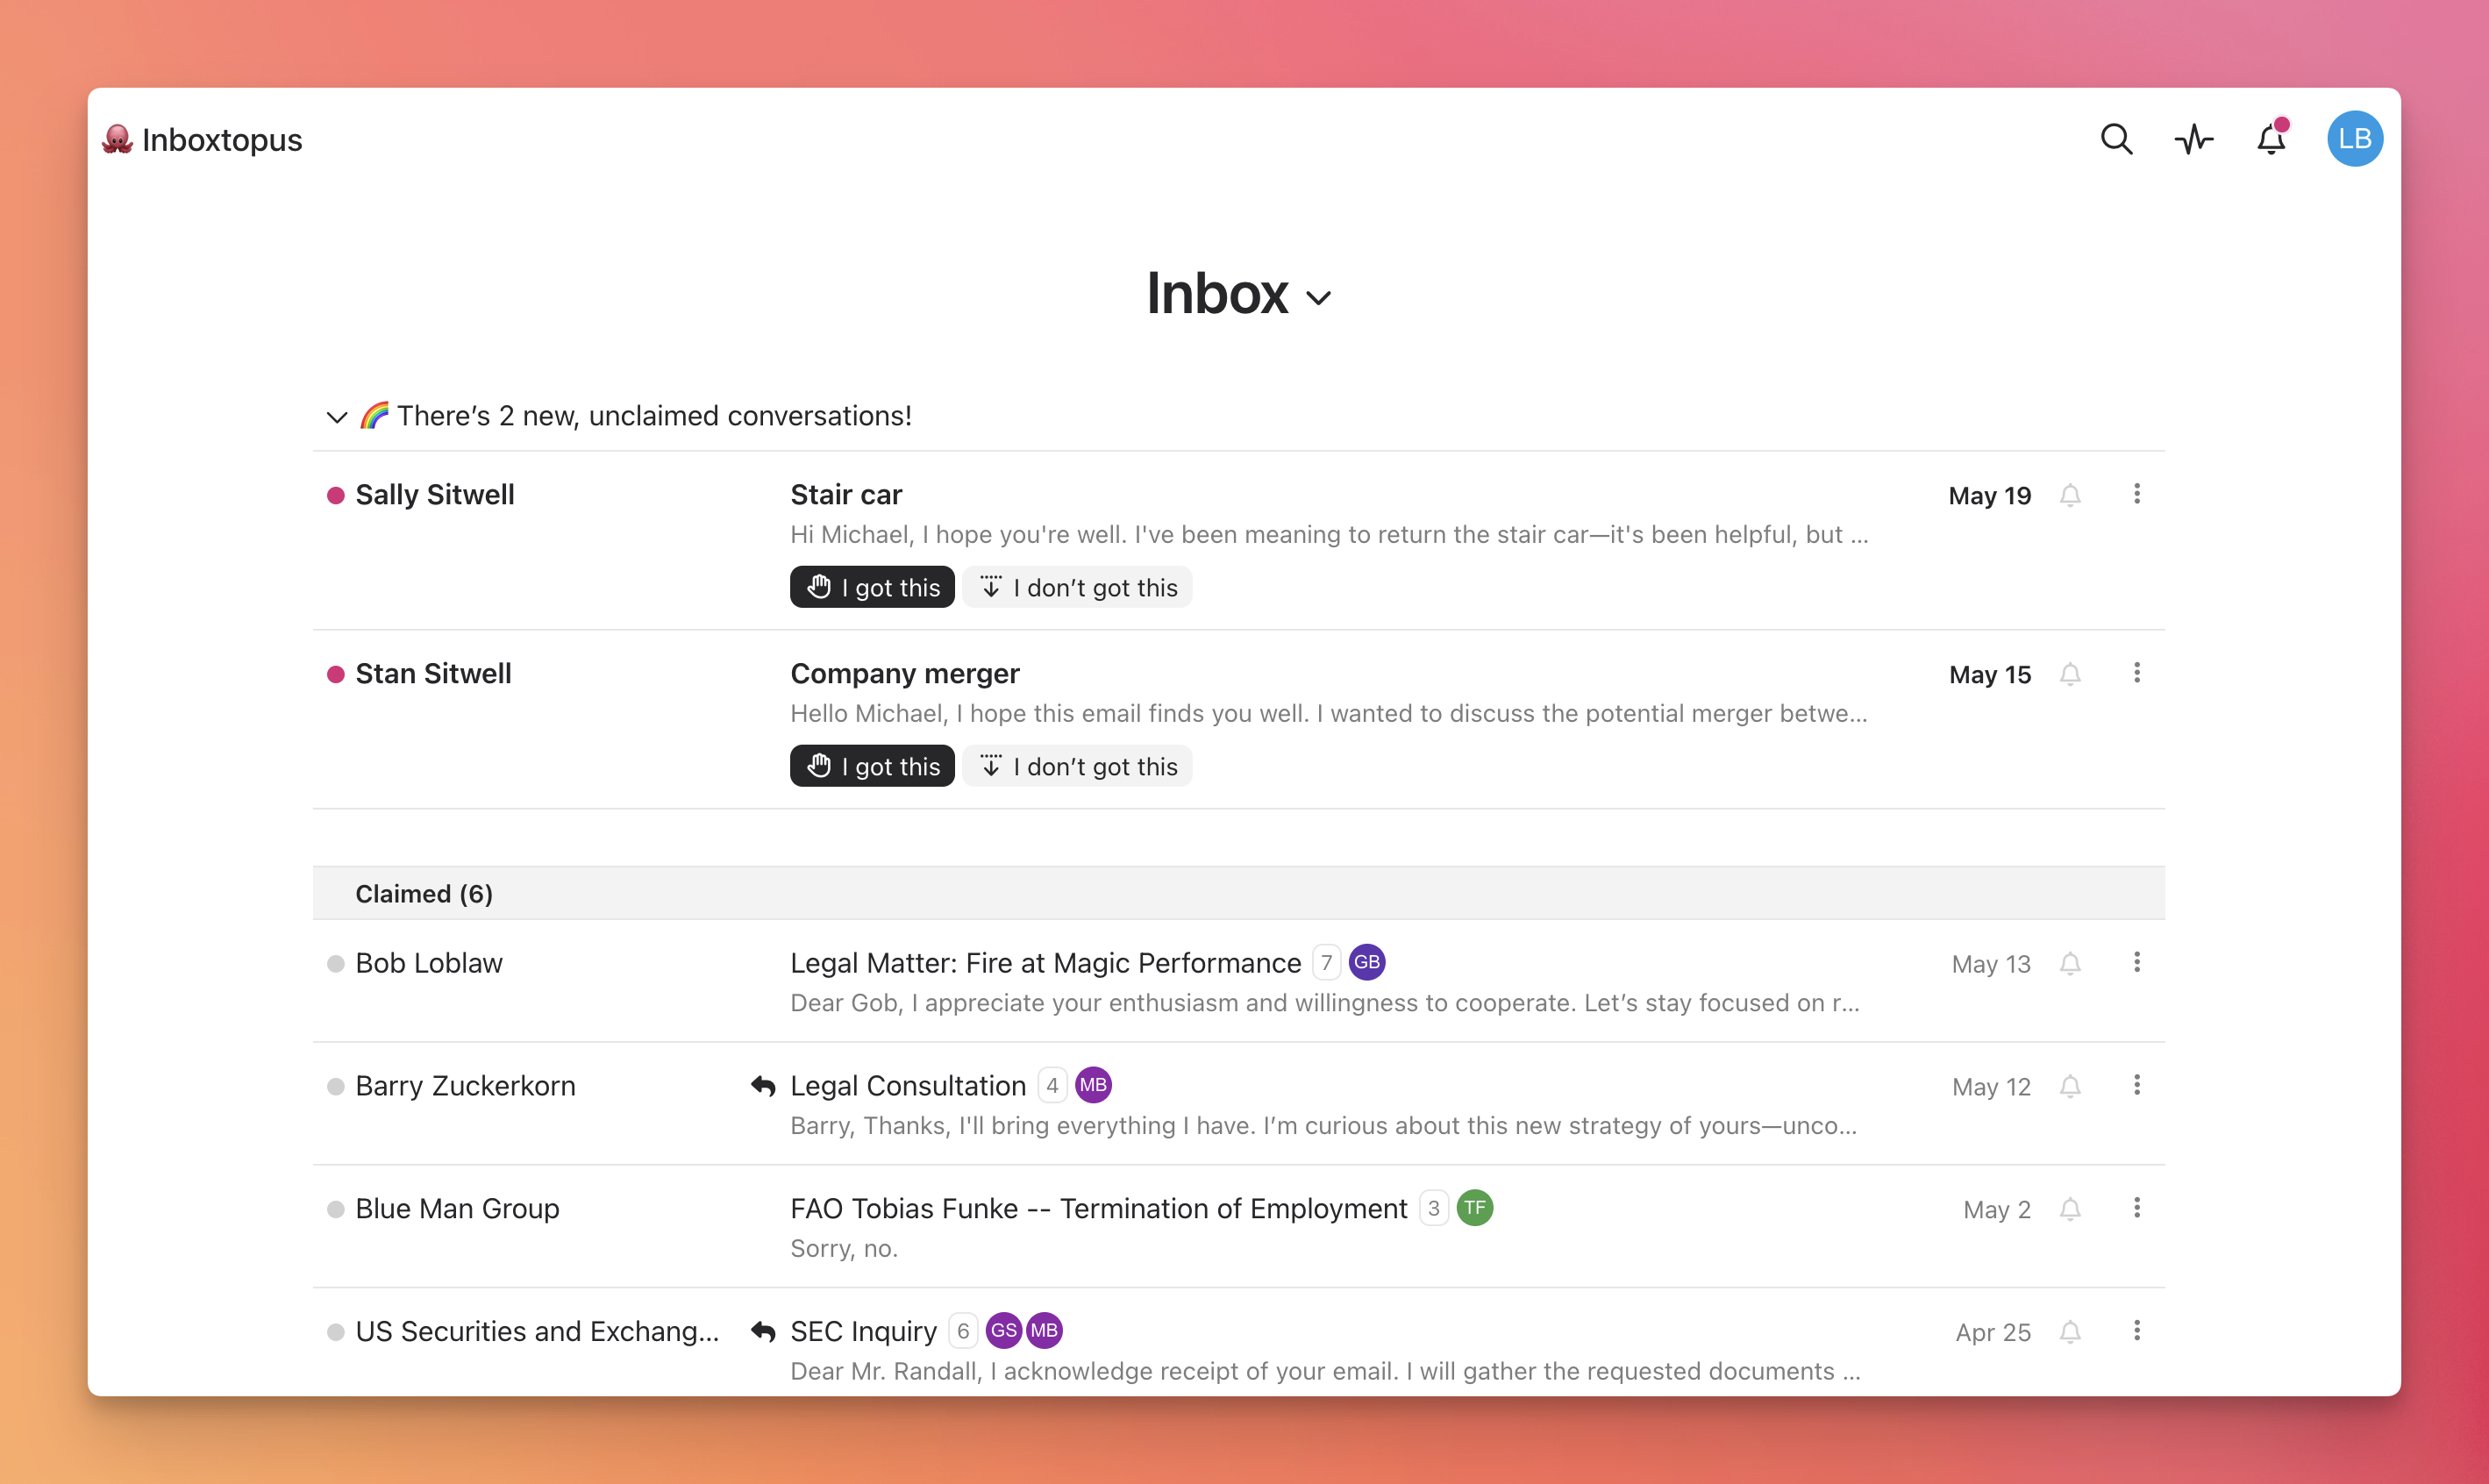 Inboxtopus
LB
Inbox
There’s 2 new, unclaimed conversations!
Sally Sitwell
Stair car
May 19
Hi Michael, I hope you're well. I've been meaning to return the stair car—it's been helpful, but ...
I got this
I don’t got this
Stan Sitwell
Company merger
May 15
Hello Michael, I hope this email finds you well. I wanted to discuss the potential merger betwe...
I got this
I don’t got this
Claimed (6)
Bob Loblaw
Legal Matter: Fire at Magic Performance 7 GB
May 13
Dear Gob, I appreciate your enthusiasm and willingness to cooperate. Let’s stay focused on r...
Barry Zuckerkorn
Legal Consultation 4 MB
May 12
Barry, Thanks, I'll bring everything I have. I’m curious about this new strategy of yours—unco...
Blue Man Group
FAO Tobias Funke -- Termination of Employment 3 TF
May 2
Sorry, no.
US Securities and Exchang...
SEC Inquiry 6 GS MB
Apr 25
Dear Mr. Randall, I acknowledge receipt of your email. I will gather the requested documents ...